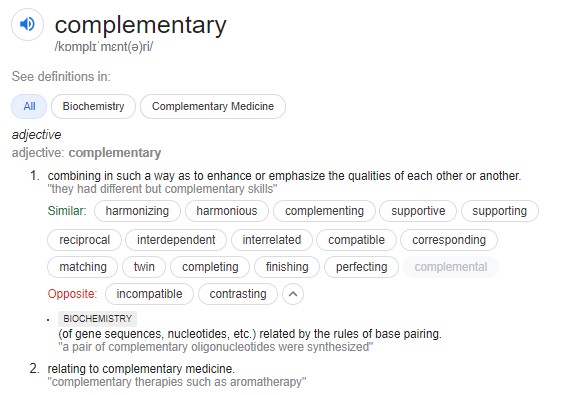 complementary
/kɒmplɪˈmɛnt(ə)ri/
See definitions in:
All Biochemistry Complementary Medicine
adjective
adjective: complementary
1. combining in such a way as to enhance or emphasize the qualities of each other or another.
"they had different but complementary skills"
Similar: harmonizing harmonious complementing supportive supporting
reciprocal interdependent interrelated compatible corresponding
matching twin completing finishing perfecting complemental
Opposite: incompatible contrasting
• BIOCHEMISTRY
(of gene sequences, nucleotides, etc.) related by the rules of base pairing.
"a pair of complementary oligonucleotides were synthesized"
2. relating to complementary medicine.
"complementary therapies such as aromatherapy"